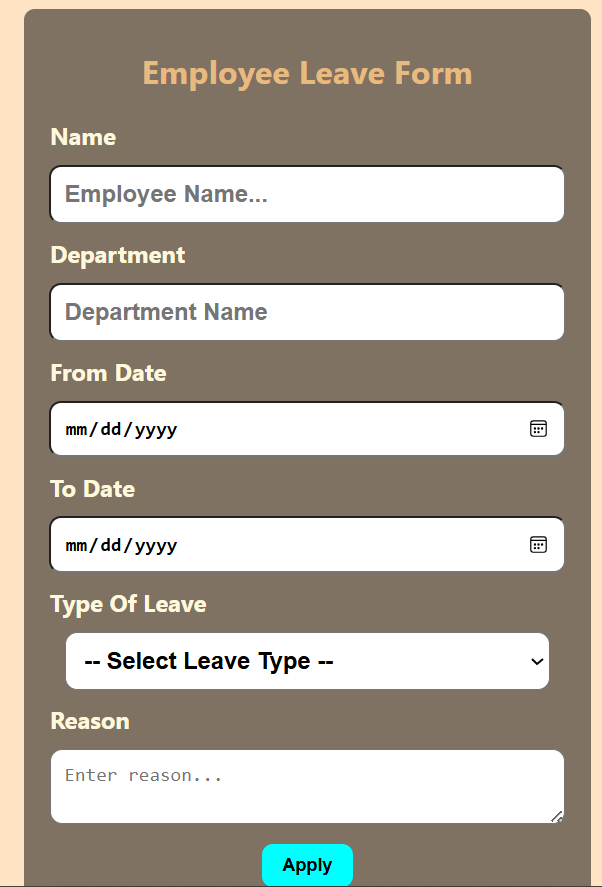 Employee Leave Form
Name
Employee Name...
Department
Department Name
From Date
mm/dd/yyyy
To Date
mm/dd/yyyy
Type Of Leave
-- Select Leave Type --
Reason
Enter reason...
Apply